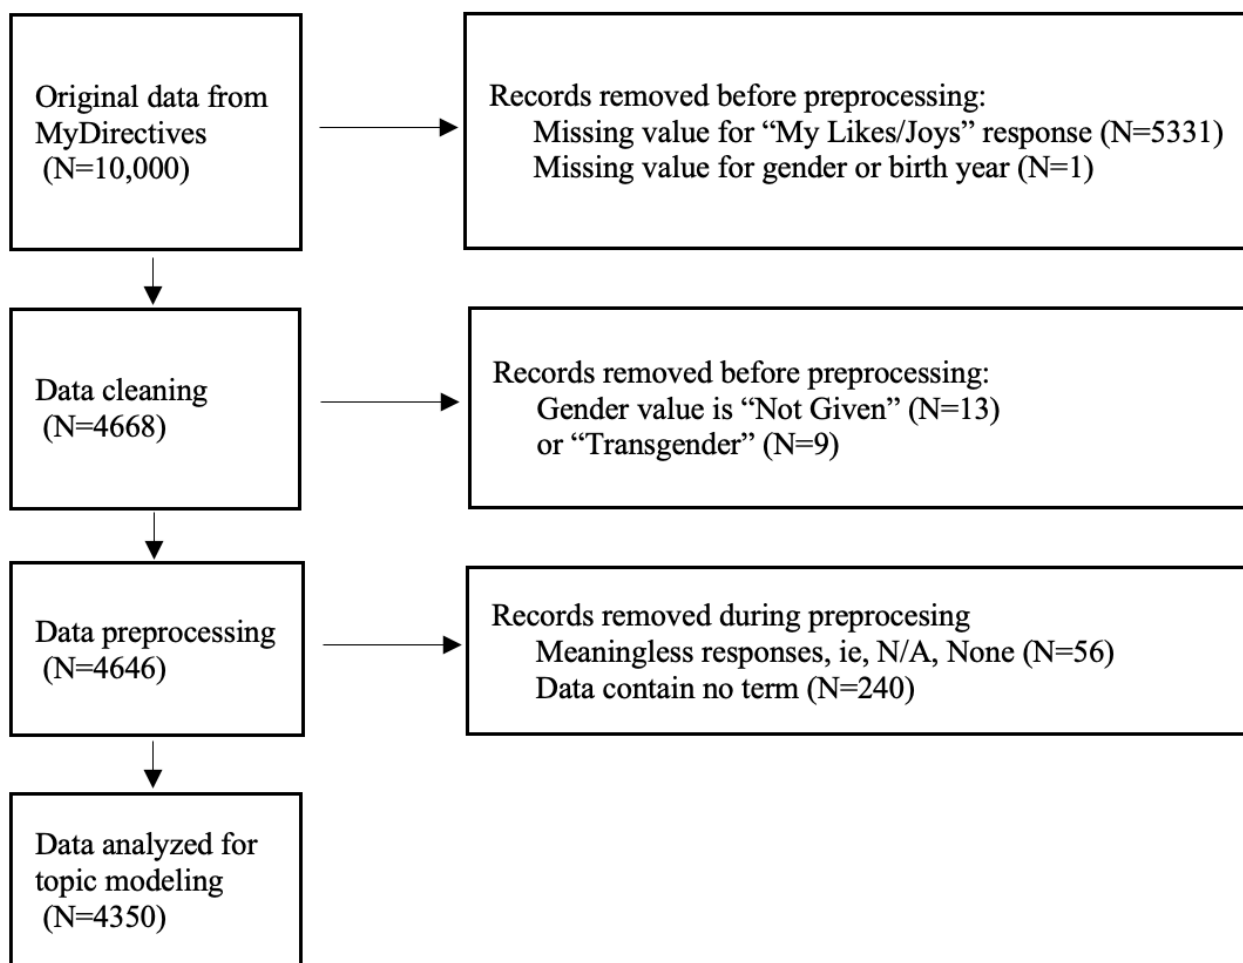 Original data from
MyDirectives
(N=10,000)
Records removed before preprocessing:
Missing value for “My Likes/Joys” response (N=5331)
Missing value for gender or birth year (N=1)
Data cleaning
(N=4668)
Records removed before preprocessing:
Gender value is “Not Given” (N=13)
or “Transgender” (N=9)
Data preprocessing
(N=4646)
Records removed during preprocesing
Meaningless responses, ie, N/A, None (N=56)
Data contain no term (N=240)
Data analyzed for
topic modeling
(N=4350)